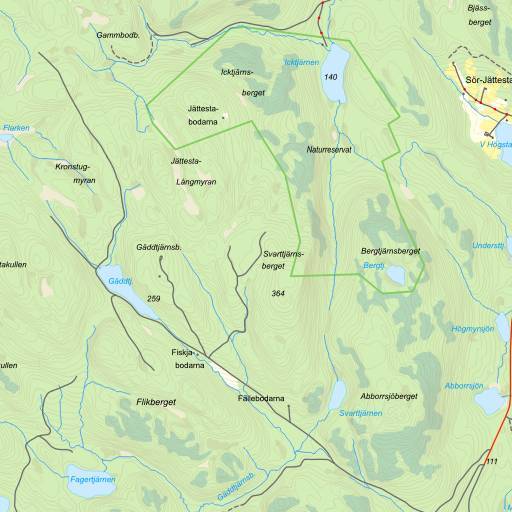 Bjäss-
berget
Gammbodb.
Icktjärnen
140
Icktjärns-
berget
Sör-Jättesta
Jättesta-
bodarna
Flarken
V Högsta
Naturreservat
Kronstug-
myran
Jättesta-
Långmyran
Gäddtjärnsb.
Svarttjärns-
berget
Bergtjärnsberget
Bergtj
Understtj
takullen
Gäddtj.
259
364
Högmyrsjön
Fiskja-
bodarna
kullen
Flikberget
Fällebodarna
Abborrsjöberget
Abborrsjön
Svarttjärnen
111
Fagertjärnen
Gäddtjärnsb.